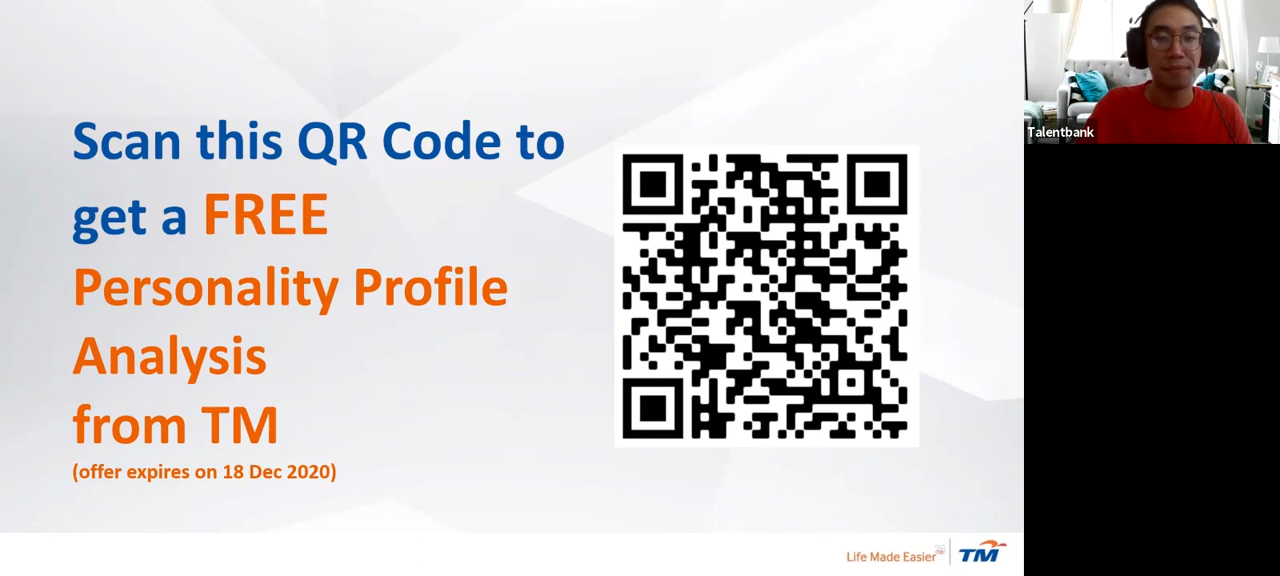 Scan this QR Code to
get a FREE
Personality Profile
Analysis
from TM
(offer expires on 18 Dec 2020)
Talentbank
Life Made Easier
TM